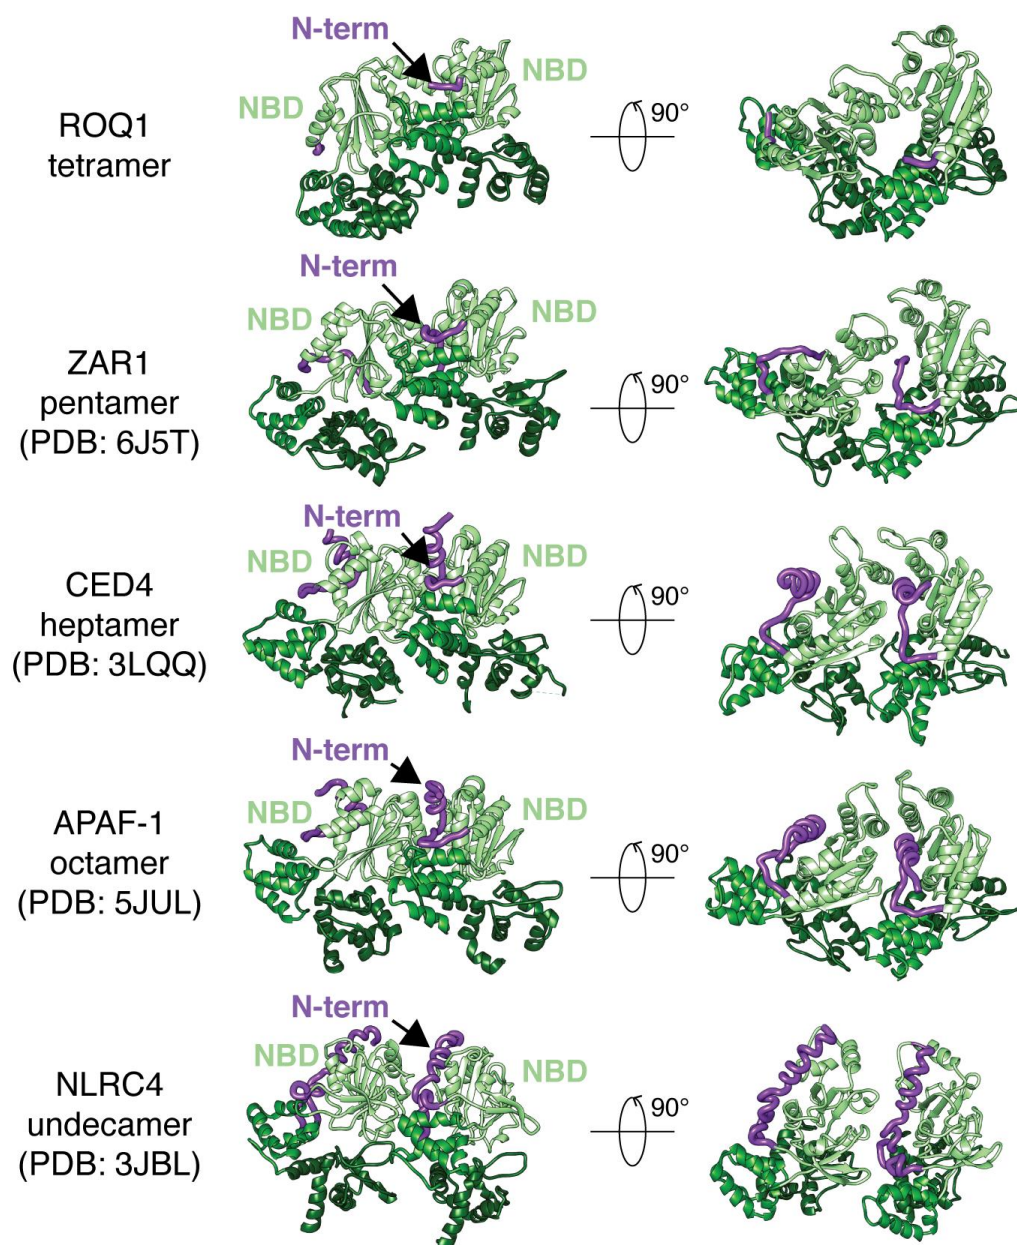 N-term
NBD
NBD
ROQ1
tetramer
90°
N-term
NBD
NBD
ZAR1
pentamer
(PDB: 6J5T)
90°
N-term
NBD
NBD
CED4
heptamer
(PDB: 3LQQ)
90°
N-term
NBD
NBD
APAF-1
octamer
(PDB: 5JUL)
90°
N-term
NBD
NBD
NLRC4
undecamer
(PDB: 3JBL)
90°